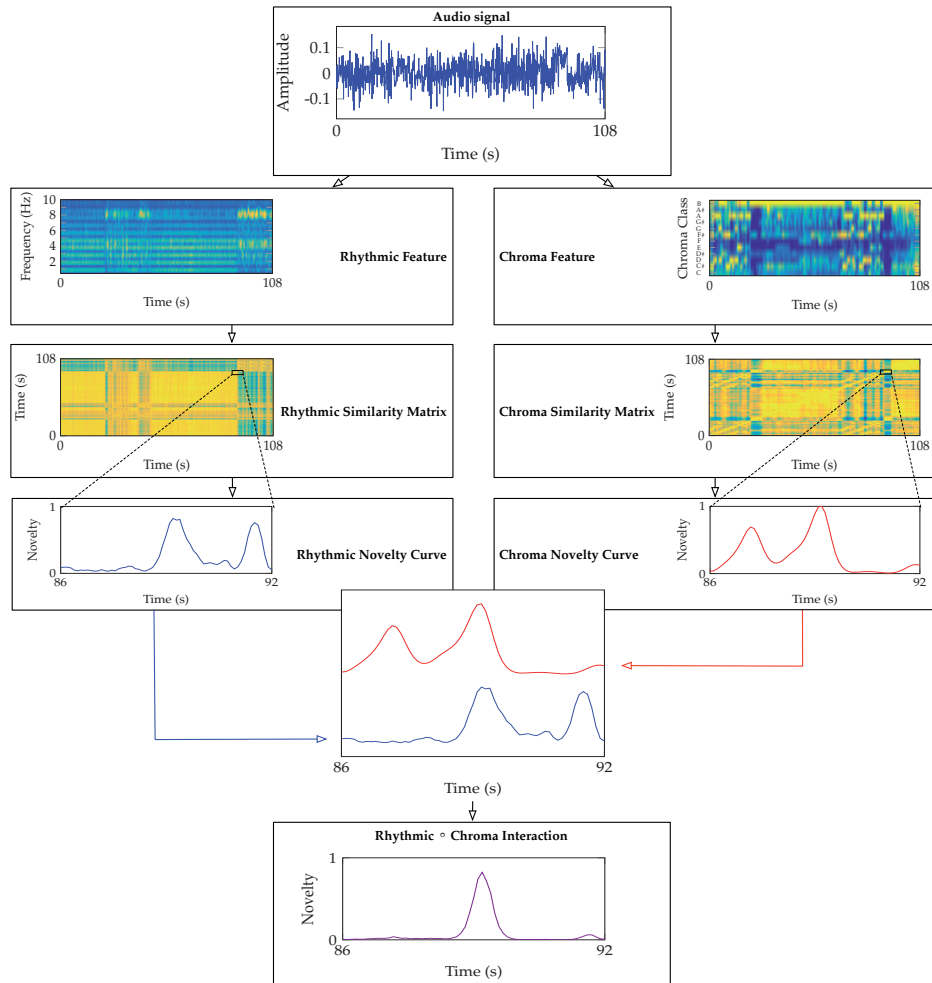 Audio signal
Amplitude
0.1
0
-0.1
0
108
Time (s)
Frequency (Hz)
10
8
6
4
2
0
108
Time (s)
Rhythmic Feature
Chroma Feature
Chroma Class
B
A#
A
G#
G
F#
F
E
D#
D
C#
C
0
108
Time (s)
Time (s)
108
0
0
108
Time (s)
Rhythmic Similarity Matrix
Chroma Similarity Matrix
Time (s)
108
0
0
108
Time (s)
Novelty
1
0
86
92
Time (s)
Rhythmic Novelty Curve
Chroma Novelty Curve
Novelty
1
0
86
92
Time (s)
86
92
Time (s)
Rhythmic ∘ Chroma Interaction
Novelty
1
0
86
92
Time (s)